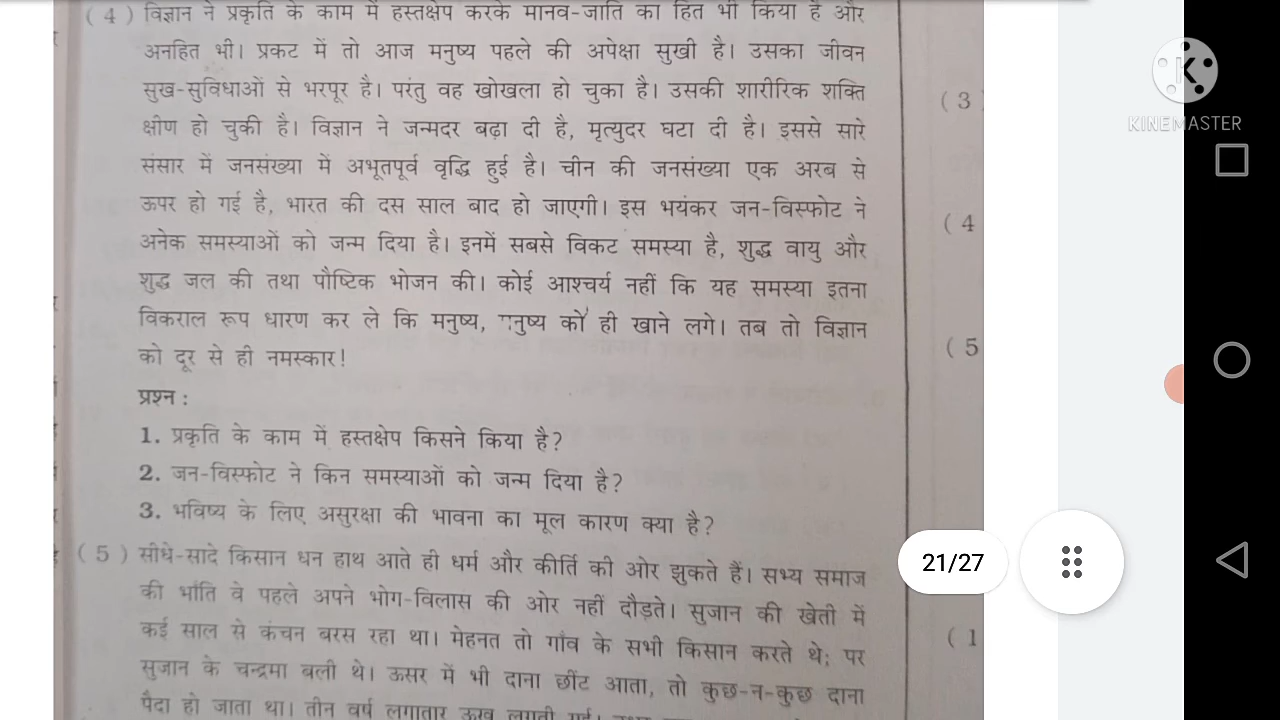 ( 4 ) विज्ञान ने प्रकृति के काम में हस्तक्षेप करके मानव-जाति का हित भी किया है और
अनहित भी। प्रकट में तो आज मनुष्य पहले की अपेक्षा सुखी है। उसका जीवन
सुख-सुविधाओं से भरपूर है। परंतु वह खोखला हो चुका है। उसकी शारीरिक शक्ति
क्षीण हो चुकी है। विज्ञान ने जन्मदर बढ़ा दी है, मृत्युदर घटा दी है। इससे सारे
संसार में जनसंख्या में अभूतपूर्व वृद्धि हुई है। चीन की जनसंख्या एक अरब से
ऊपर हो गई है, भारत की दस साल बाद हो जाएगी। इस भयंकर जन-विस्फोट ने
अनेक समस्याओं को जन्म दिया है। इनमें सबसे विकट समस्या है, शुद्ध वायु और
शुद्ध जल की तथा पौष्टिक भोजन की। कोई आश्चर्य नहीं कि यह समस्या इतना
विकराल रूप धारण कर ले कि मनुष्य, को ही खाने लगे। तब तो विज्ञान
को दूर से ही नमस्कार!
प्रश्न :
1. प्रकृति के काम में हस्तक्षेप किसने किया है?
2. जन-विस्फोट ने किन समस्याओं को जन्म दिया है?
3. भविष्य के लिए असुरक्षा की भावना का मूल कारण क्या है?
( 5 ) सीधे-सादे किसान धन हाथ आते ही धर्म और कीर्ति की ओर झुकते हैं। सभ्य समाज
की भाँति वे पहले अपने भोग-विलास की ओर नहीं दौड़ते। सुजान की खेती में
कई साल से कंचन बरस रहा था। मेहनत तो गाँव के सभी किसान करते थे; पर
सुजान के चन्द्रमा बली थे। ऊसर में भी दाना छींट आता, तो कुछ-न-कुछ दाना
पैदा हो जाता था। तीन वर्ष लगातार ऊख लगती गई।
( 3
( 4
( 5
( 1
21/27
K
KINEMASTER